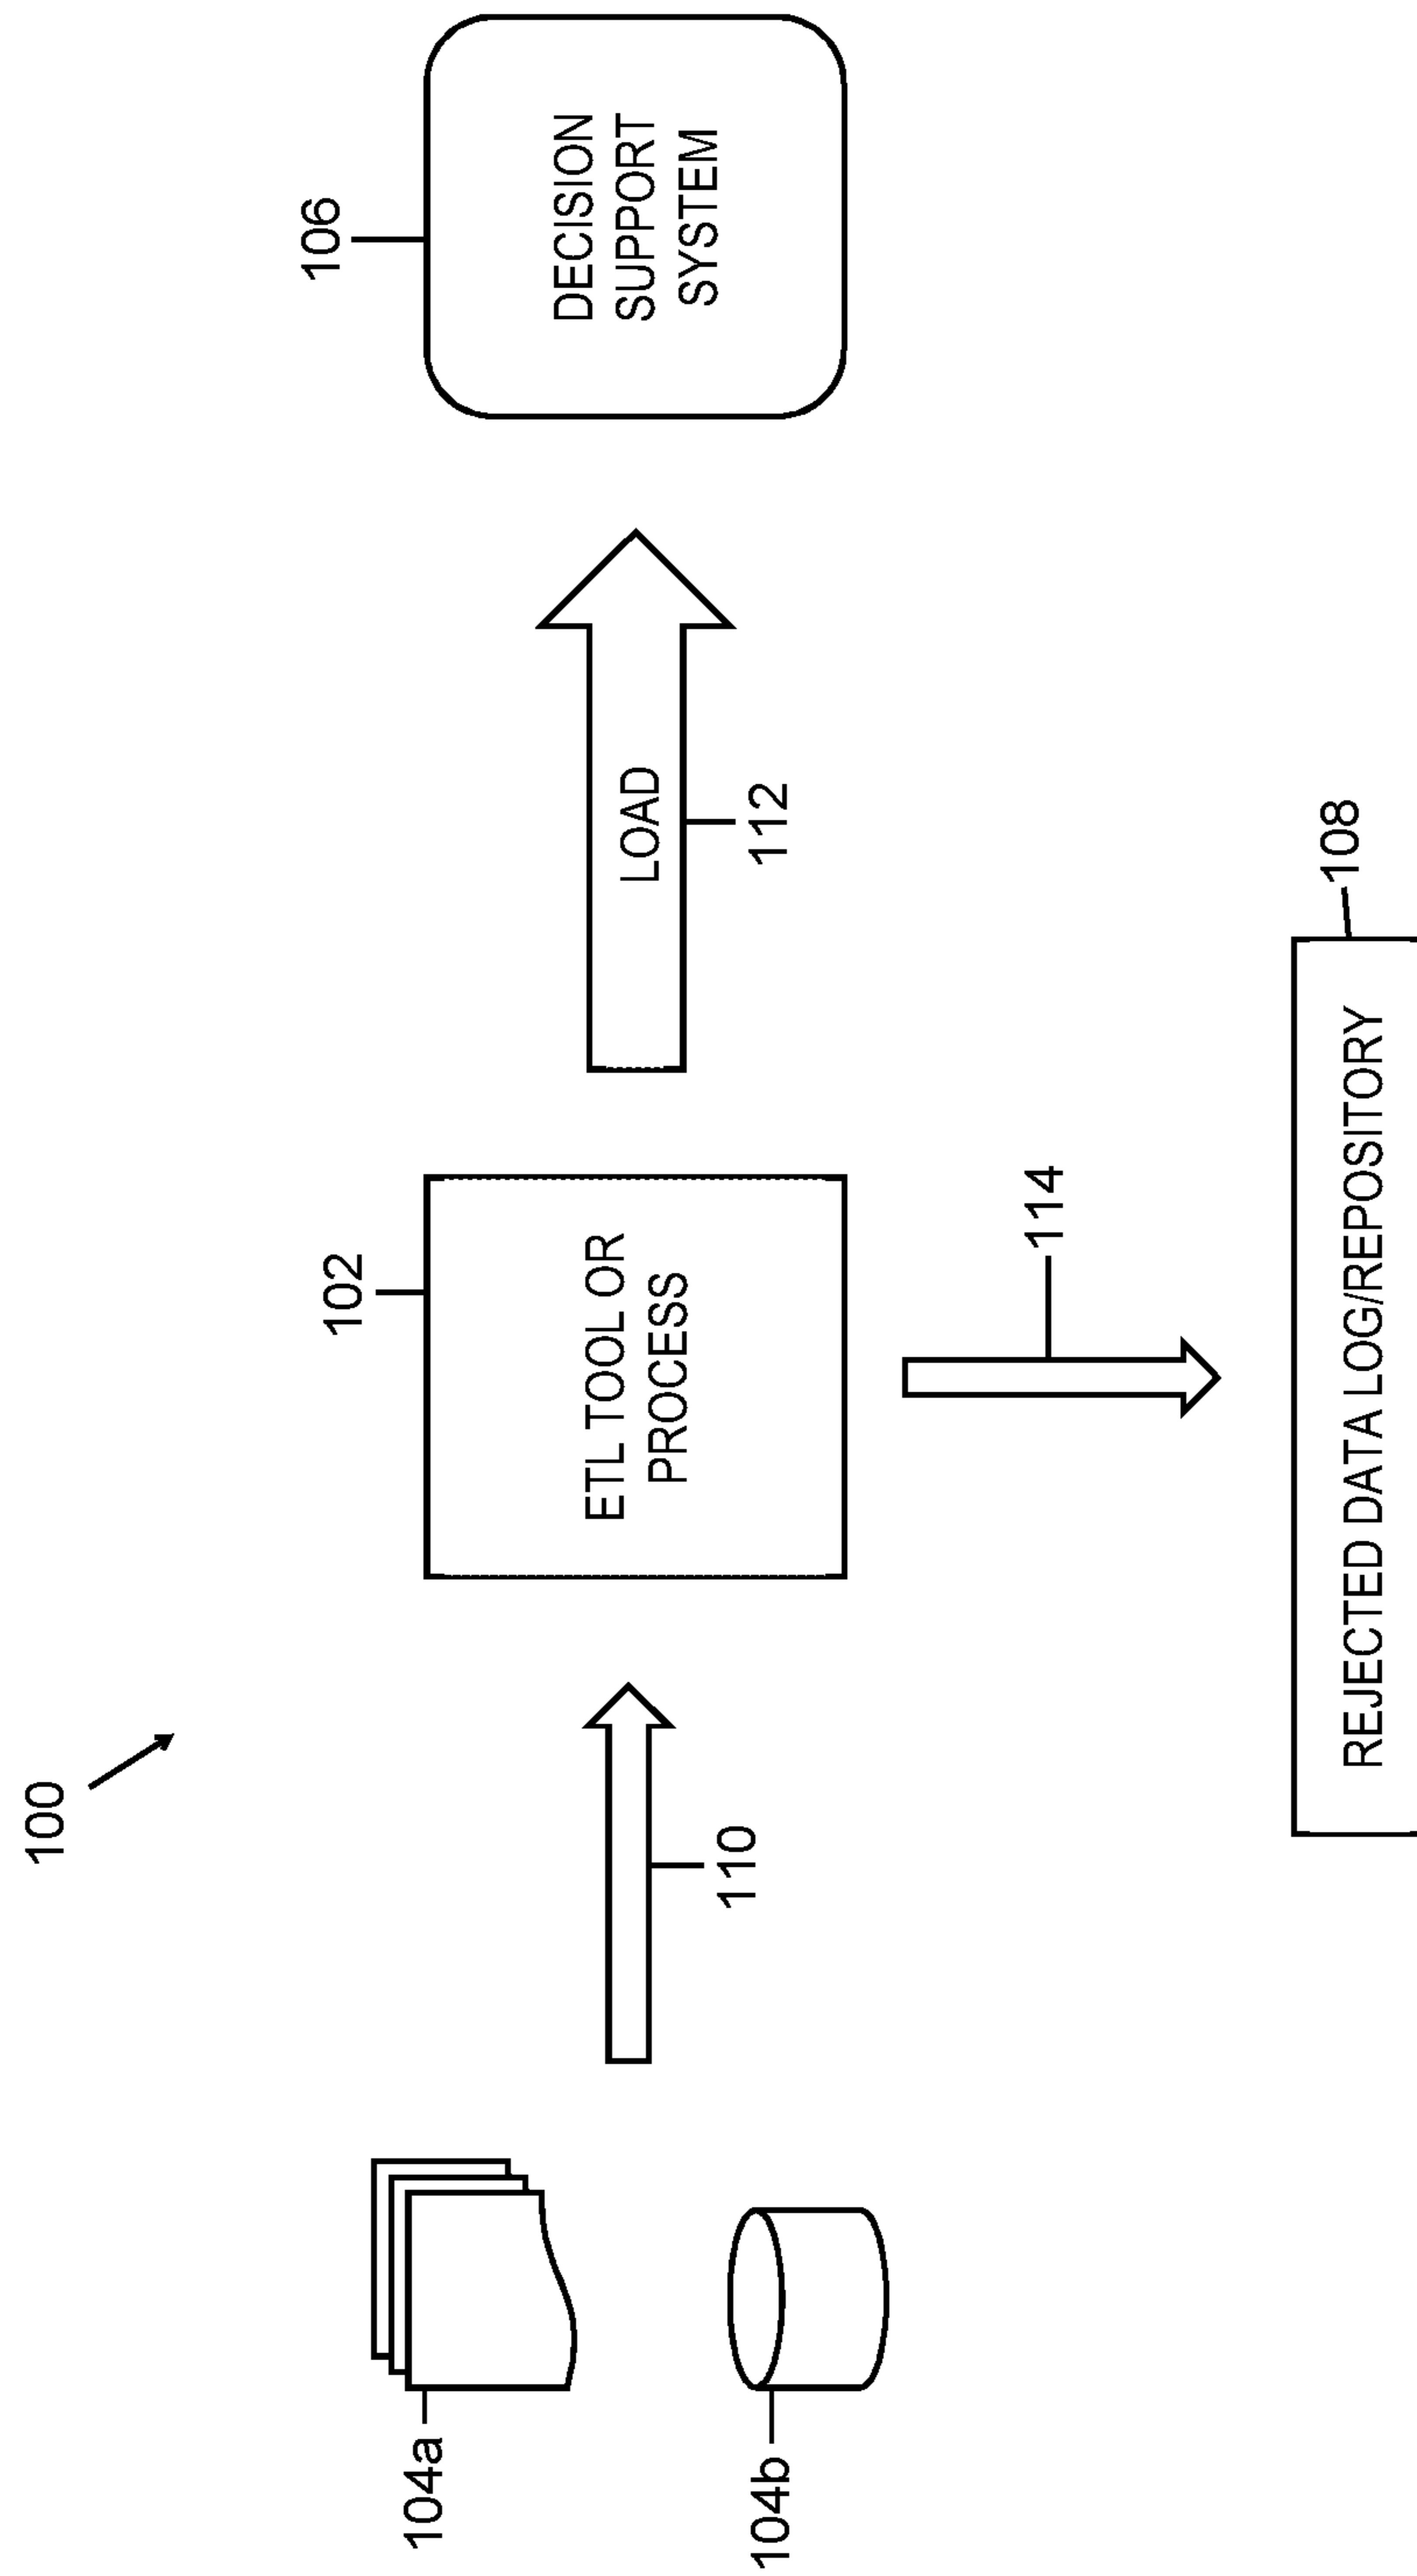 100
106
102
DECISION
SUPPORT
SYSTEM
ETL TOOL OR
PROCESS
LOAD
104a
104b
110
112
114
108
REJECTED DATA LOG/REPOSITORY